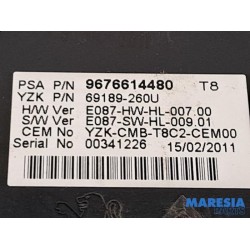 PSA P/N 9676614480 T8
YZK P/N 69189-260U
H/W Ver E087-HW-HL-007.00
S/W Ver E087-SW-HL-009.01
CEM No YZK-CMB-T8C2-CEM00
Serial No 00341226 15/02/2011
MARESIA